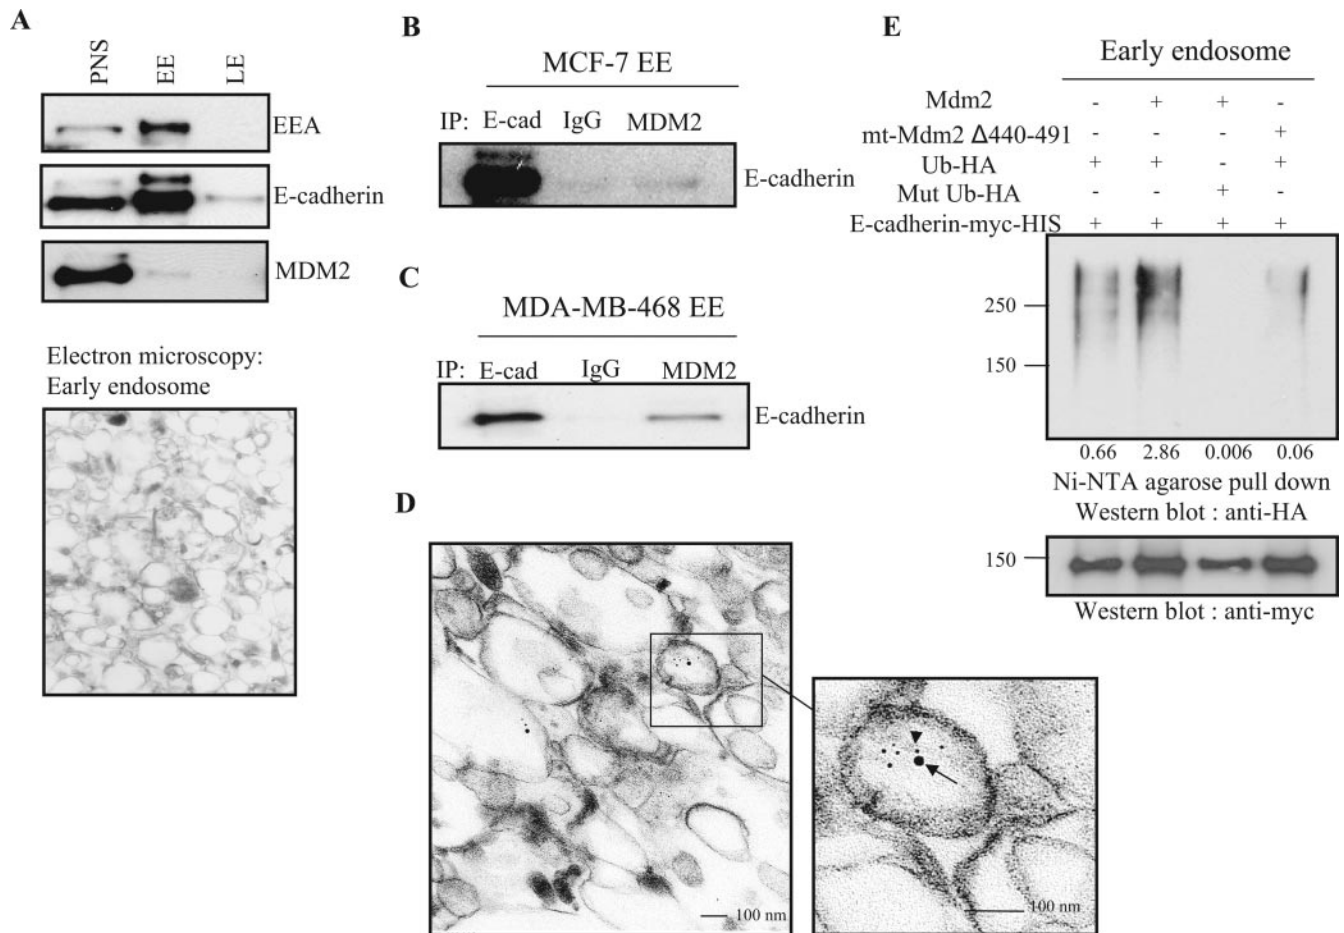 A
PNS EE LE
EEA
E-cadherin
MDM2
Electron microscopy:
Early endosome
B
MCF-7 EE
IP: E-cad IgG MDM2
E-cadherin
C
MDA-MB-468 EE
IP: E-cad IgG MDM2
E-cadherin
D
100 nm
100 nm
E
Early endosome
Mdm2 - + + -
mt-Mdm2 Δ440-491 - - - +
Ub-HA + + - +
Mut Ub-HA - - + -
E-cadherin-myc-HIS + + + +
250
150
0.66 2.86 0.006 0.06
Ni-NTA agarose pull down
Western blot : anti-HA
150
Western blot : anti-myc